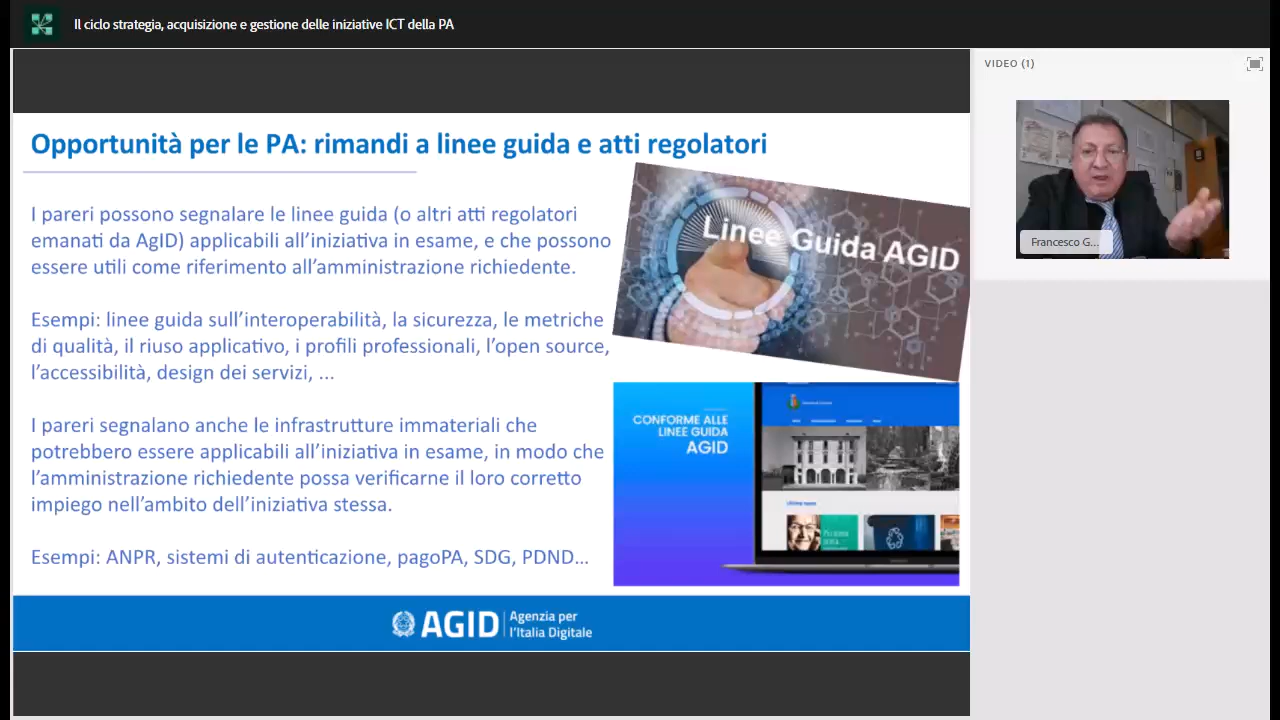 Il ciclo strategia, acquisizione e gestione delle iniziative ICT della PA
VIDEO (1)
Francesco G...
Opportunità per le PA: rimandi a linee guida e atti regolatori
I pareri possono segnalare le linee guida (o altri atti regolatori
emanati da AgID) applicabili all’iniziativa in esame, e che possono
essere utili come riferimento all’amministrazione richiedente.
Esempi: linee guida sull’interoperabilità, la sicurezza, le metriche
di qualità, il riuso applicativo, i profili professionali, l’open source,
l’accessibilità, design dei servizi, ...
I pareri segnalano anche le infrastrutture immateriali che
potrebbero essere applicabili all’iniziativa in esame, in modo che
l’amministrazione richiedente possa verificarne il loro corretto
impiego nell’ambito dell’iniziativa stessa.
Esempi: ANPR, sistemi di autenticazione, pagoPA, SDG, PDND...
Linee Guida AGID
CONFORME ALLE
LINEE GUIDA
AGID
AGID
Agenzia per
l’Italia Digitale